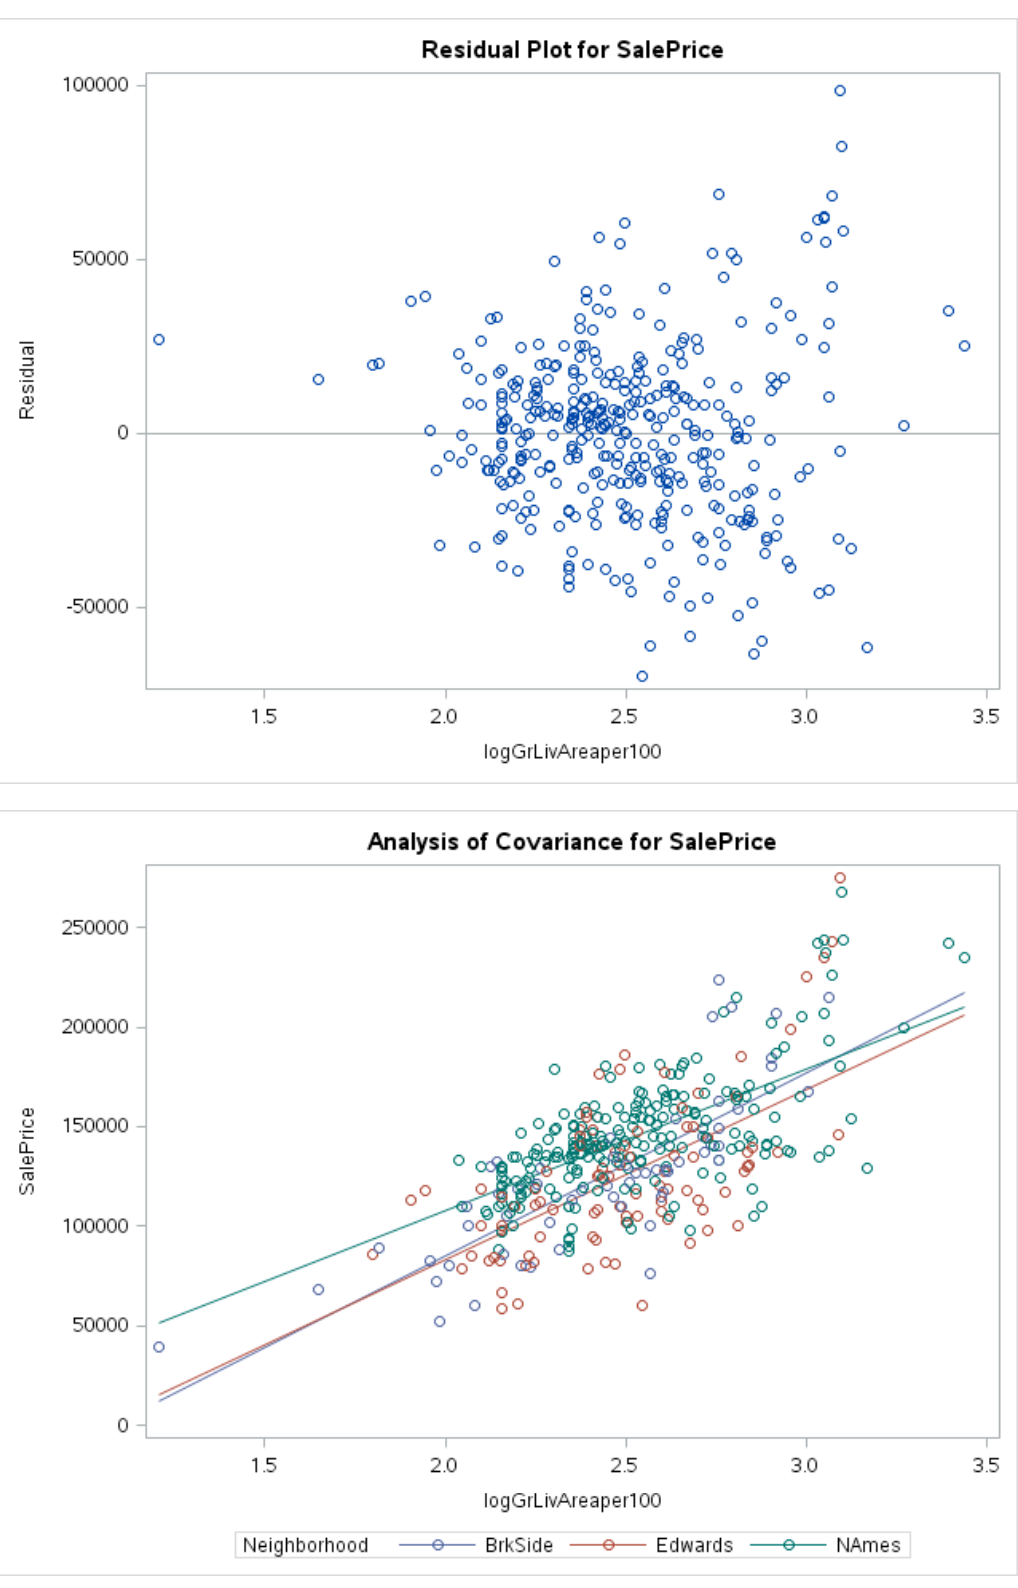 Residual Plot for SalePrice
100000
50000
0
-50000
Residual
1.5 2.0 2.5 3.0 3.5
logGrLivAreaper100
Analysis of Covariance for SalePrice
250000
200000
150000
100000
50000
0
SalePrice
1.5 2.0 2.5 3.0 3.5
logGrLivAreaper100
Neighborhood BrkSide Edwards NAmes